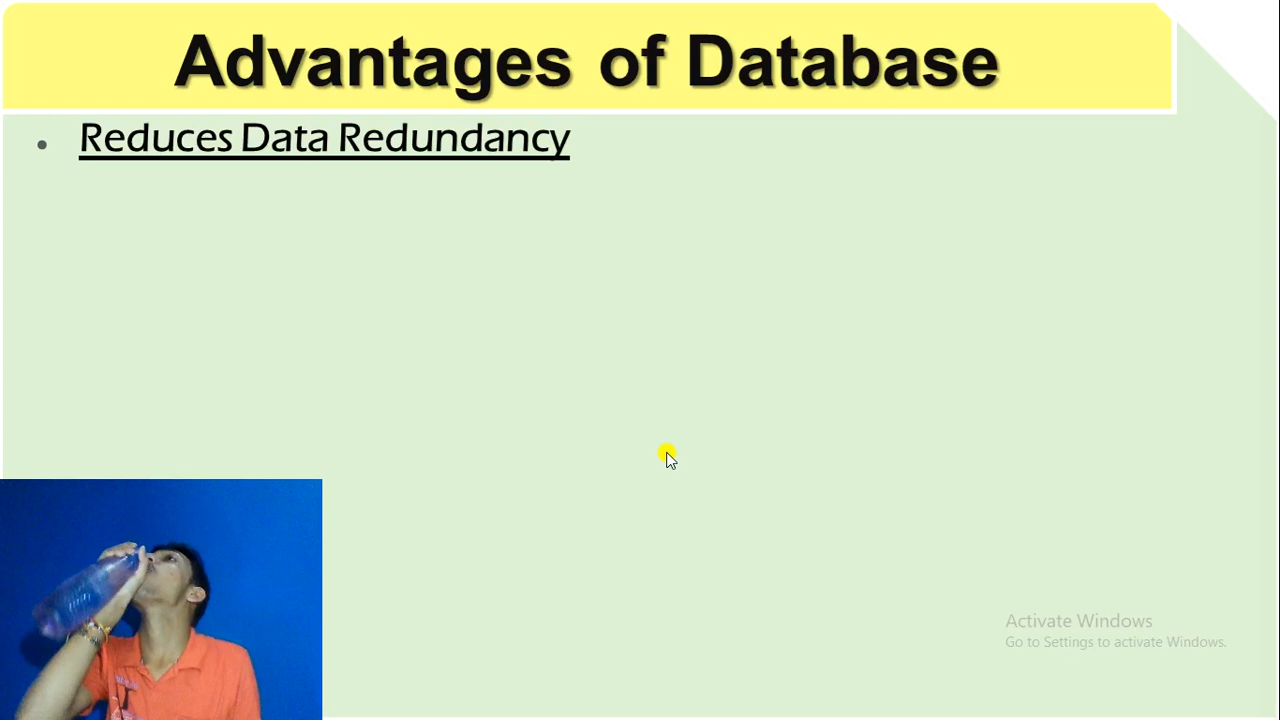 Advantages of Database
Reduces Data Redundancy
Activate Windows
Go to Settings to activate Windows.